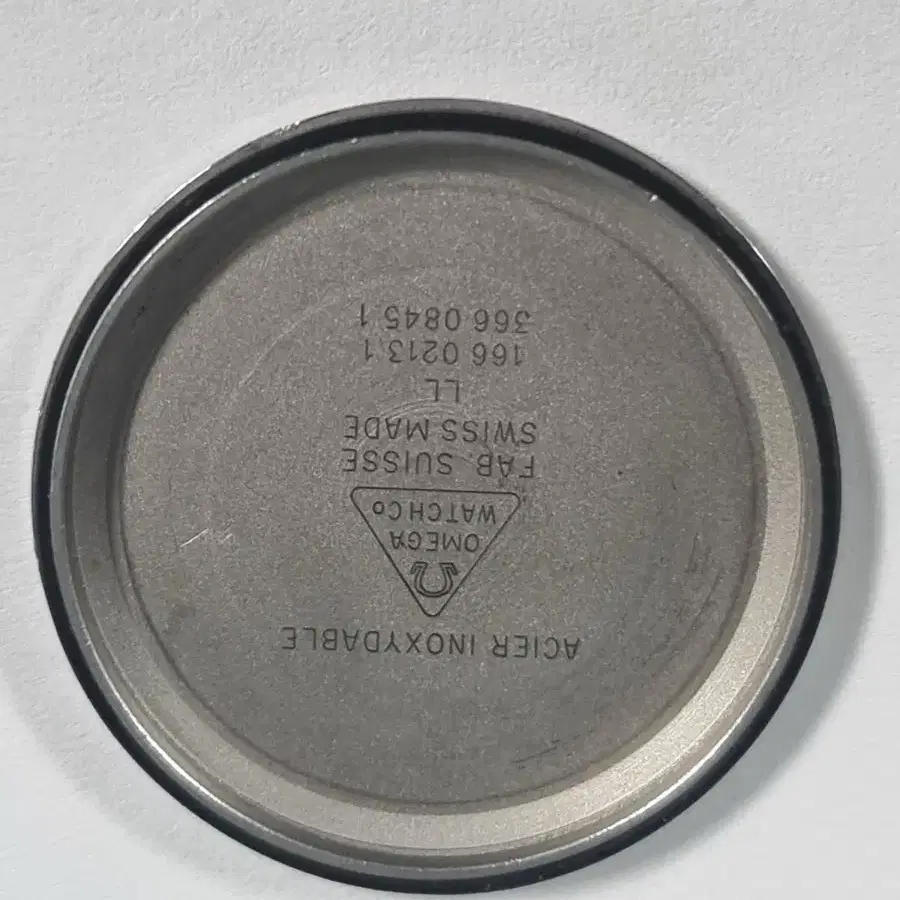 ACIER INOXYDABLE
Ω
OMEGA
WATCH Co
FAB. SUISSE
SWISS MADE
LL
166 0213.1
366 0845 1